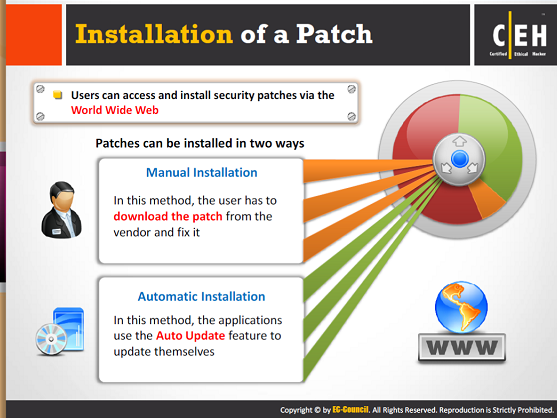 Installation of a Patch
C|EH
Certified Ethical Hacker
Users can access and install security patches via the
World Wide Web
Patches can be installed in two ways
Manual Installation
In this method, the user has to
download the patch from the
vendor and fix it
Automatic Installation
In this method, the applications
use the Auto Update feature to
update themselves
WWW
Copyright © by EC-Council. All Rights Reserved. Reproduction is Strictly Prohibited.